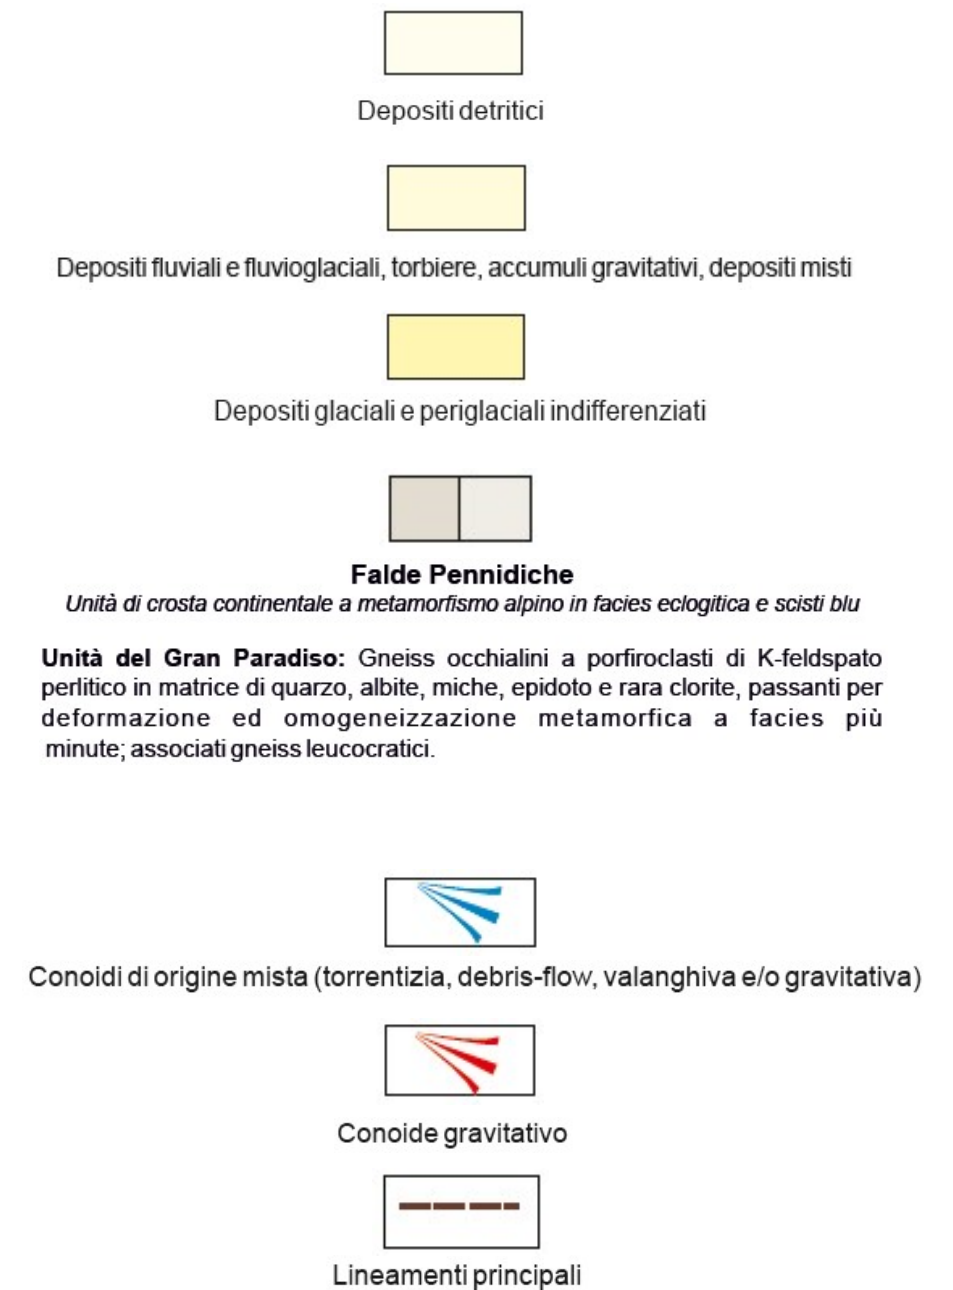 Depositi detritici
Depositi fluviali e fluvioglaciali, torbiere, accumuli gravitativi, depositi misti
Depositi glaciali e periglaciali indifferenziati
Falde Pennidiche
Unità di crosta continentale a metamorfismo alpino in facies eclogitica e scisti blu
Unità del Gran Paradiso: Gneiss occhialini a porfiroclasti di K-feldspato
perlitico in matrice di quarzo, albite, miche, epidoto e rara clorite, passanti per
deformazione ed omogeneizzazione metamorfica a facies più
minute; associati gneiss leucocratici.
Conoidi di origine mista (torrentizia, debris-flow, valanghiva e/o gravitativa)
Conoide gravitativo
Lineamenti principali